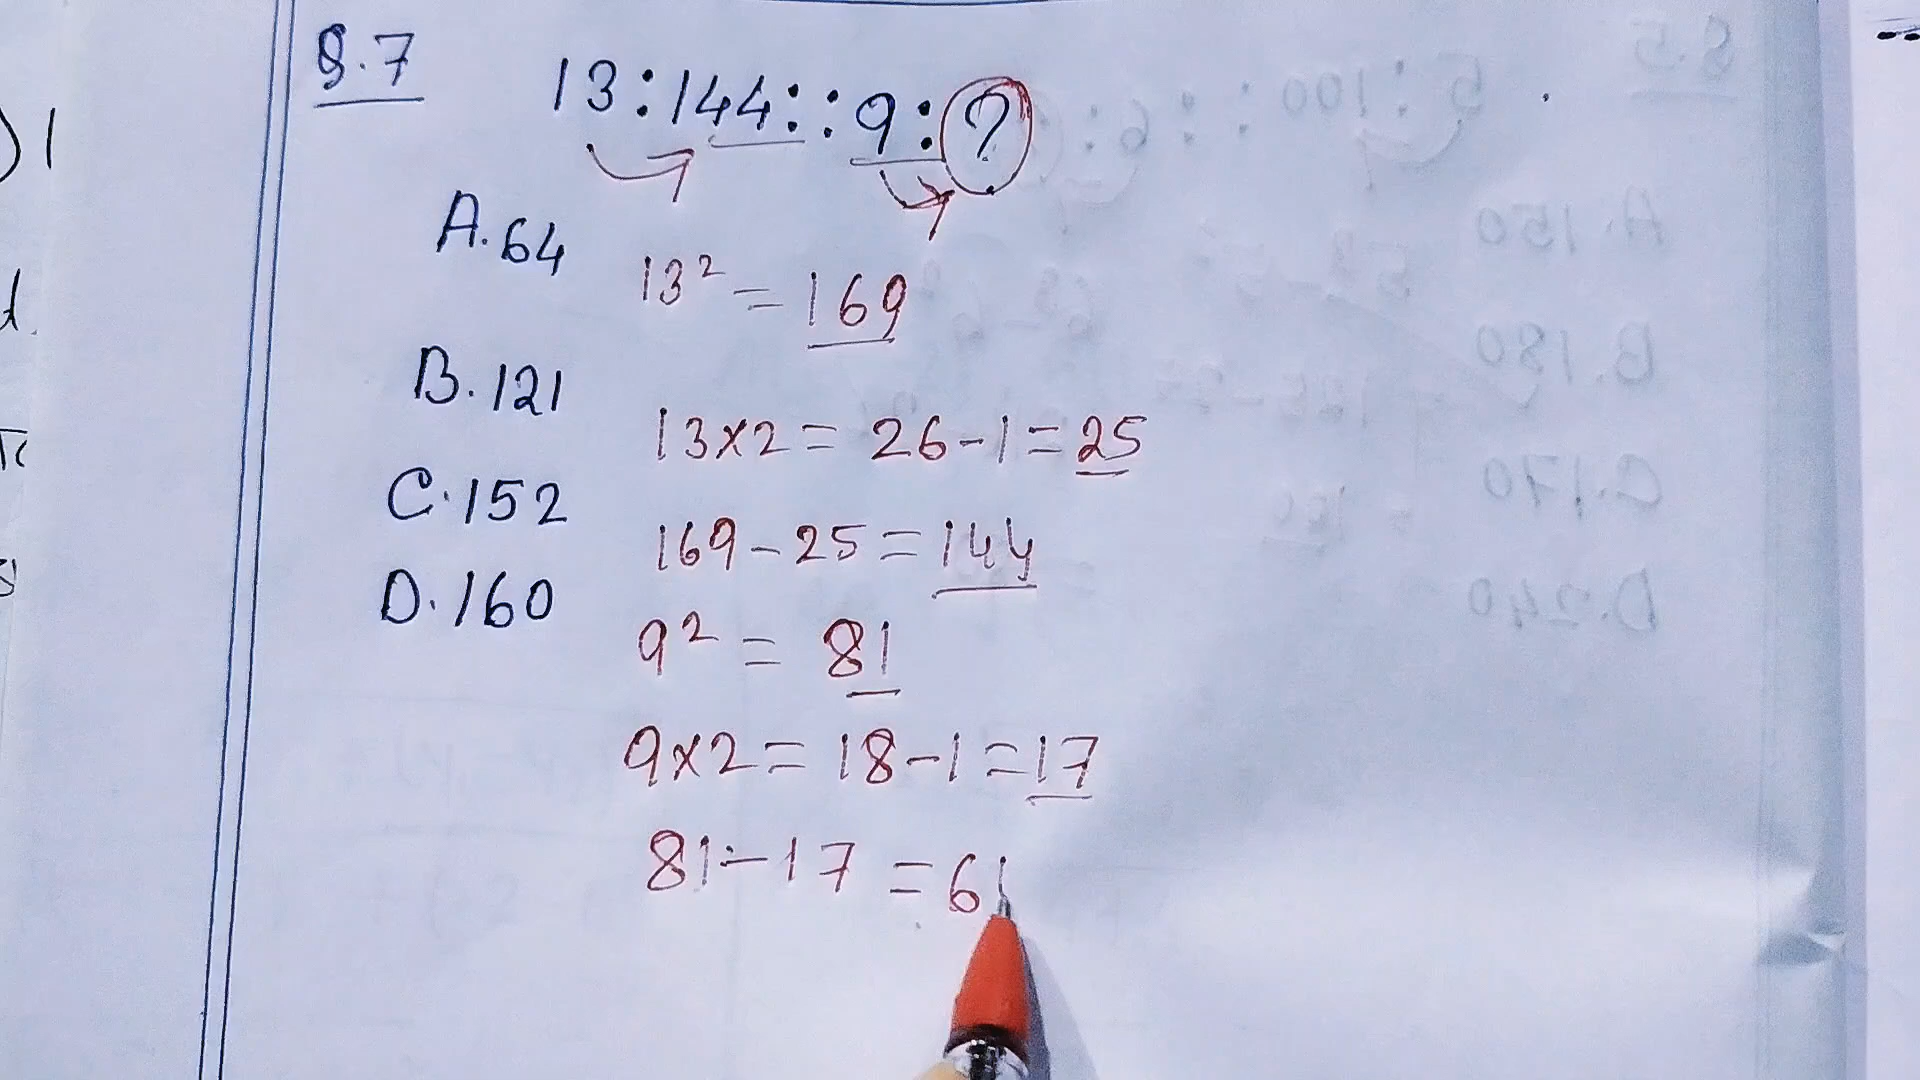 Q.7
13:144::9:?
A.64
13² = 169
B.121
13×2= 26-1=25
C.152
169-25=144
D.160
9² = 81
9×2=18-1=17
81-17=6